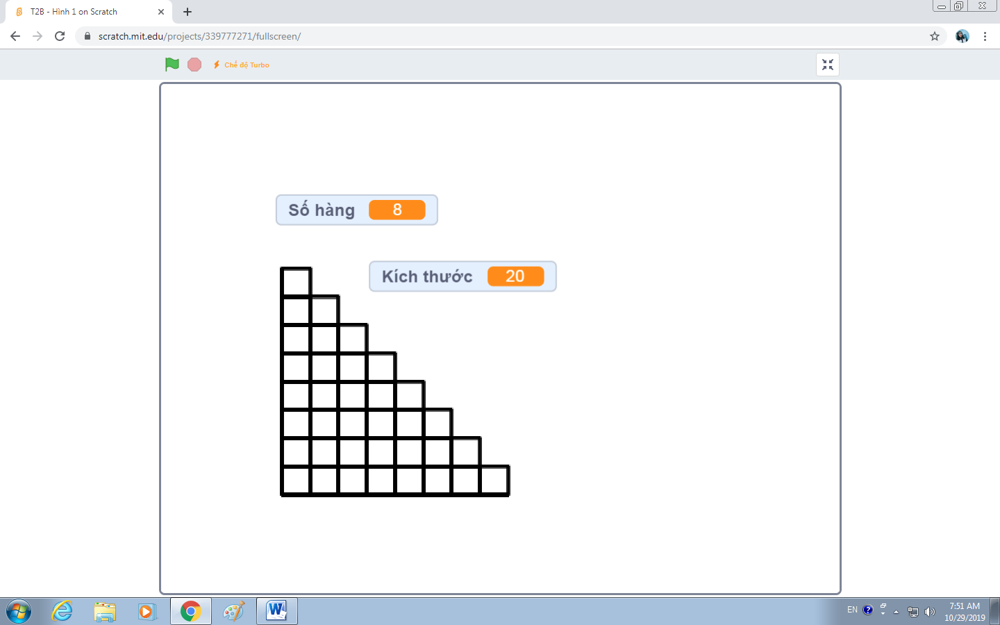 T2B - Hình 1 on Scratch
scratch.mit.edu/projects/339777271/fullscreen/
Chế độ Turbo
Số hàng 8
Kích thước 20
EN
7:51 AM
10/29/2019